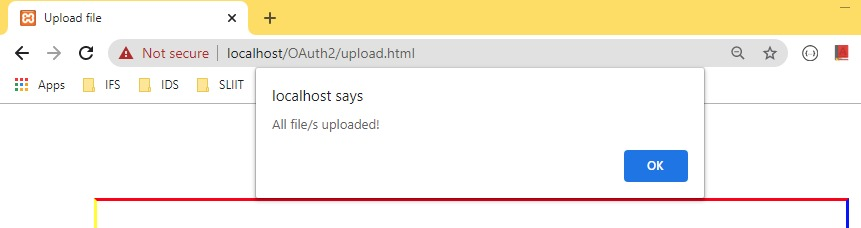 Upload file
Not secure localhost/OAuth2/upload.html
Apps IFS IDS SLIIT
localhost says
All file/s uploaded!
OK